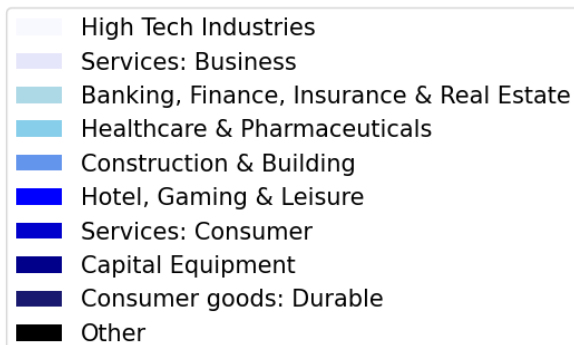 High Tech Industries
Services: Business
Banking, Finance, Insurance & Real Estate
Healthcare & Pharmaceuticals
Construction & Building
Hotel, Gaming & Leisure
Services: Consumer
Capital Equipment
Consumer goods: Durable
Other